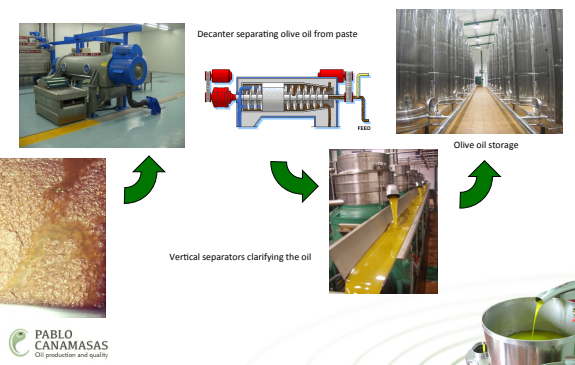 Decanter separating olive oil from paste
FEED
Olive oil storage
Vertical separators clarifying the oil
PABLO
CANAMASAS
Oil production and quality